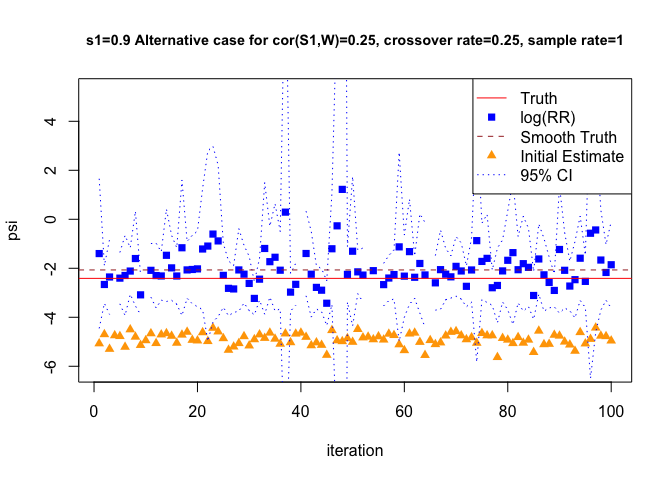 s1=0.9 Alternative case for cor(S1,W)=0.25, crossover rate=0.25, sample rate=1
Truth
log(RR)
Smooth Truth
Initial Estimate
95% CI
psi
4
2
0
-2
-4
-6
0 20 40 60 80 100
iteration